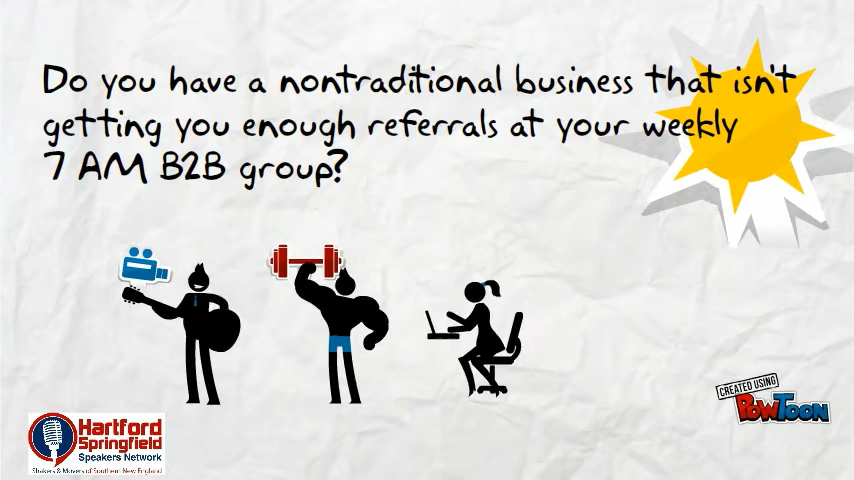 Do you have a nontraditional business that isn't
getting you enough referrals at your weekly
7 AM B2B group?
CREATED USING
POWTOON
Hartford
Springfield
Speakers Network
Shakers & Movers of Southern New England